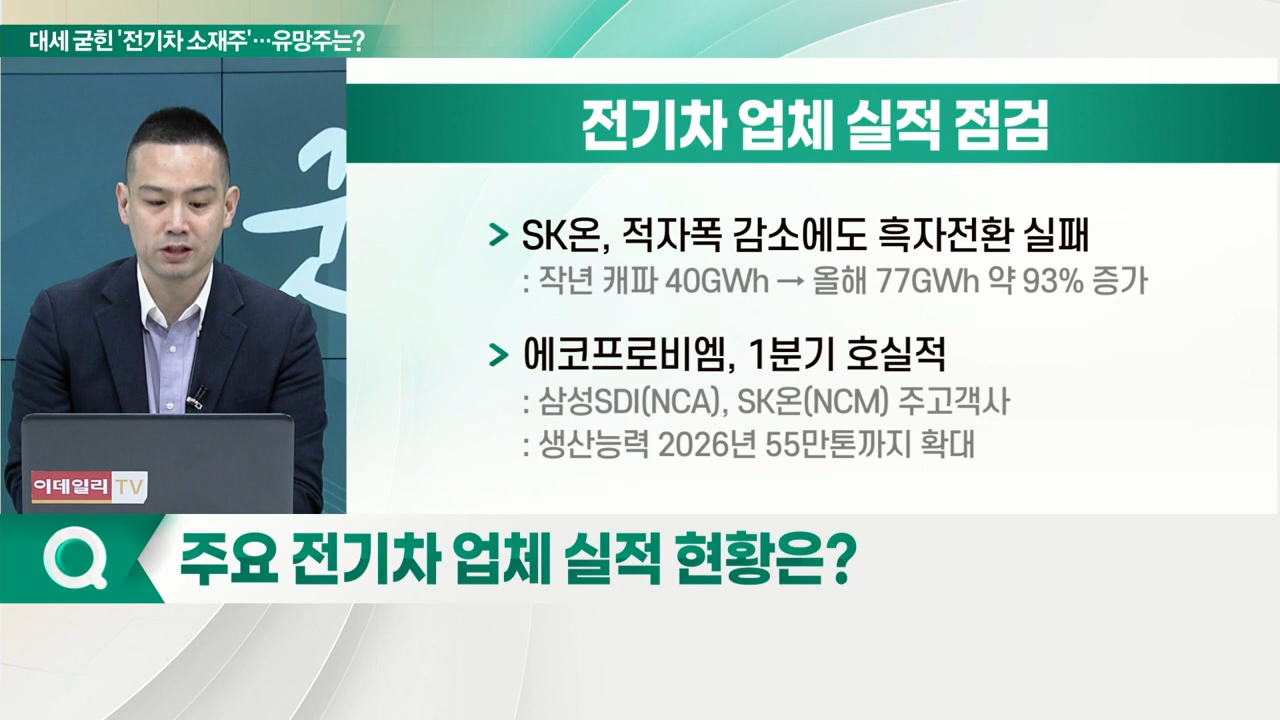 대세 굳힌 '전기차 소재주'…유망주는?
전기차 업체 실적 점검
> SK온, 적자폭 감소에도 흑자전환 실패
: 작년 캐파 40GWh → 올해 77GWh 약 93% 증가
> 에코프로비엠, 1분기 호실적
: 삼성SDI(NCA), SK온(NCM) 주고객사
: 생산능력 2026년 55만톤까지 확대
이데일리 TV
Q 주요 전기차 업체 실적 현황은?